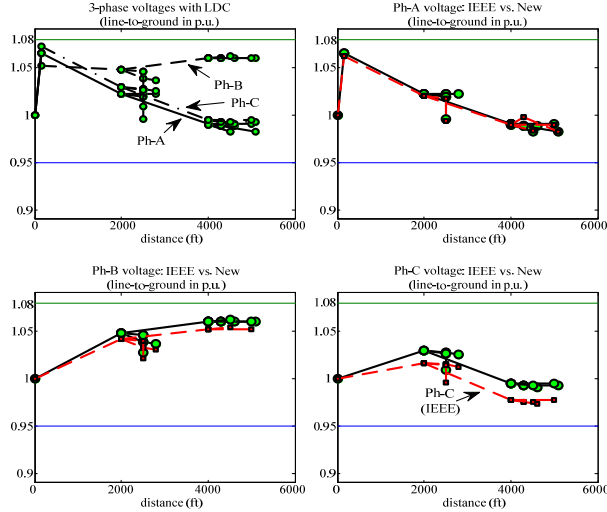 3-phase voltages with LDC
(line-to-ground in p.u.)
1.08
1.05
1
0.95
0.9
Ph-B
Ph-C
Ph-A
0 2000 4000 6000
distance (ft)
Ph-A voltage: IEEE vs. New
(line-to-ground in p.u.)
1.08
1.05
1
0.95
0.9
0 2000 4000 6000
distance (ft)
Ph-B voltage: IEEE vs. New
(line-to-ground in p.u.)
1.08
1.05
1
0.95
0.9
0 2000 4000 6000
distance (ft)
Ph-C voltage: IEEE vs. New
(line-to-ground in p.u.)
1.08
1.05
1
0.95
0.9
Ph-C
(IEEE)
0 2000 4000 6000
distance (ft)